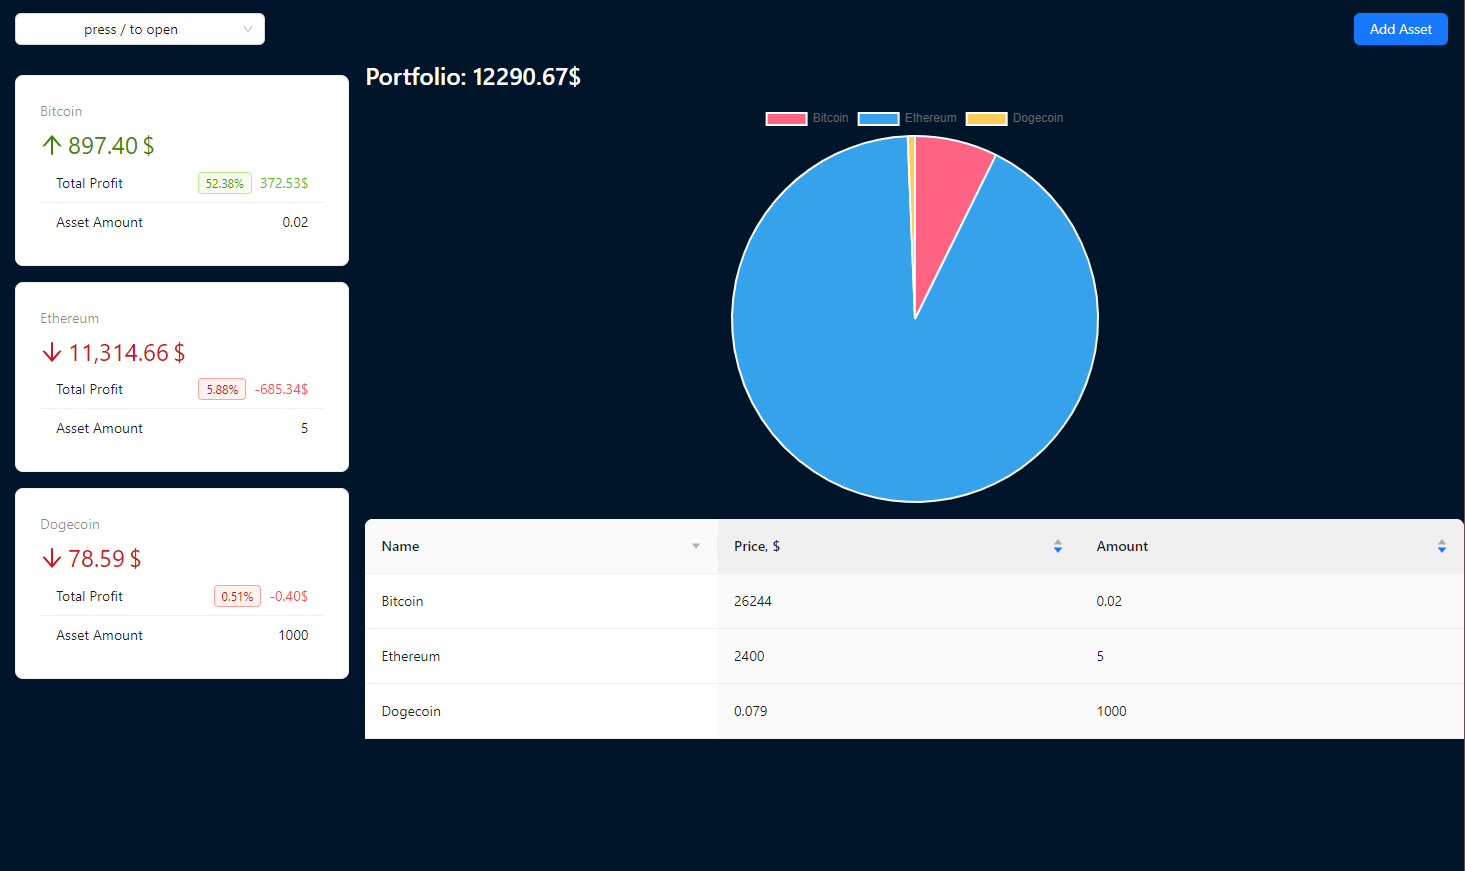 press / to open
Add Asset
Bitcoin
897.40 $
Total Profit 52.38% 372.53$
Asset Amount 0.02
Ethereum
11,314.66 $
Total Profit 5.88% -685.34$
Asset Amount 5
Dogecoin
78.59 $
Total Profit 0.51% -0.40$
Asset Amount 1000
Portfolio: 12290.67$
Bitcoin Ethereum Dogecoin
Name Price, $ Amount
Bitcoin 26244 0.02
Ethereum 2400 5
Dogecoin 0.079 1000